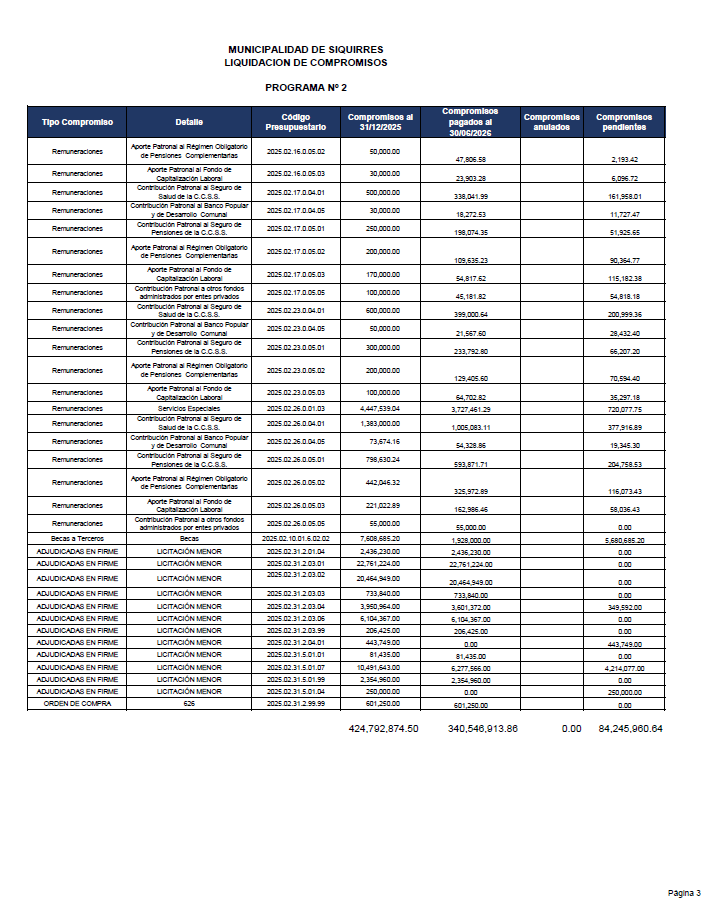 MUNICIPALIDAD DE SIQUIRRES
LIQUIDACION DE COMPROMISOS
PROGRAMA Nº 2
Tipo Compromiso Detalle Código Presupuestario Compromisos al 31/12/2025 Compromisos pagados al 30/06/2026 Compromisos anulados Compromisos pendientes
Remuneraciones Aporte Patronal al Régimen Obligatorio de Pensiones Complementarias 2025.02.16.0.05.02 50,000.00 47,806.58 2,193.42
Remuneraciones Aporte Patronal al Fondo de Capitalización Laboral 2025.02.16.0.05.03 30,000.00 23,903.28 6,096.72
Remuneraciones Contribución Patronal al Seguro de Salud de la C.C.S.S. 2025.02.17.0.04.01 500,000.00 338,041.99 161,958.01
Remuneraciones Contribución Patronal al Banco Popular y de Desarrollo Comunal 2025.02.17.0.04.05 30,000.00 18,272.53 11,727.47
Remuneraciones Contribución Patronal al Seguro de Pensiones de la C.C.S.S. 2025.02.17.0.05.01 250,000.00 198,074.35 51,925.65
Remuneraciones Aporte Patronal al Régimen Obligatorio de Pensiones Complementarias 2025.02.17.0.05.02 200,000.00 109,635.23 90,364.77
Remuneraciones Aporte Patronal al Fondo de Capitalización Laboral 2025.02.17.0.05.03 170,000.00 54,817.62 115,182.38
Remuneraciones Contribución Patronal a otros fondos administrados por entes privados 2025.02.17.0.05.05 100,000.00 45,181.82 54,818.18
Remuneraciones Contribución Patronal al Seguro de Salud de la C.C.S.S. 2025.02.23.0.04.01 600,000.00 399,000.64 200,999.36
Remuneraciones Contribución Patronal al Banco Popular y de Desarrollo Comunal 2025.02.23.0.04.05 50,000.00 21,567.60 28,432.40
Remuneraciones Contribución Patronal al Seguro de Pensiones de la C.C.S.S. 2025.02.23.0.05.01 300,000.00 233,792.80 66,207.20
Remuneraciones Aporte Patronal al Régimen Obligatorio de Pensiones Complementarias 2025.02.23.0.05.02 200,000.00 129,405.60 70,594.40
Remuneraciones Aporte Patronal al Fondo de Capitalización Laboral 2025.02.23.0.05.03 100,000.00 64,702.82 35,297.18
Remuneraciones Servicios Especiales 2025.02.26.0.01.03 4,447,539.04 3,727,461.29 720,077.75
Remuneraciones Contribución Patronal al Seguro de Salud de la C.C.S.S. 2025.02.26.0.04.01 1,383,000.00 1,005,083.11 377,916.89
Remuneraciones Contribución Patronal al Banco Popular y de Desarrollo Comunal 2025.02.26.0.04.05 73,674.16 54,328.86 19,345.30
Remuneraciones Contribución Patronal al Seguro de Pensiones de la C.C.S.S. 2025.02.26.0.05.01 798,630.24 593,871.71 204,758.53
Remuneraciones Aporte Patronal al Régimen Obligatorio de Pensiones Complementarias 2025.02.26.0.05.02 442,046.32 325,972.89 116,073.43
Remuneraciones Aporte Patronal al Fondo de Capitalización Laboral 2025.02.26.0.05.03 221,022.89 162,986.46 58,036.43
Remuneraciones Contribución Patronal a otros fondos administrados por entes privados 2025.02.26.0.05.05 55,000.00 55,000.00 0.00
Becas a Terceros Becas 2025.02.10.01.6.02.02 7,608,685.20 1,928,000.00 5,680,685.20
ADJUDICADAS EN FIRME LICITACIÓN MENOR 2025.02.31.2.01.04 2,436,230.00 2,436,230.00 0.00
ADJUDICADAS EN FIRME LICITACIÓN MENOR 2025.02.31.2.03.01 22,761,224.00 22,761,224.00 0.00
ADJUDICADAS EN FIRME LICITACIÓN MENOR 2025.02.31.2.03.02 20,464,949.00 20,464,949.00 0.00
ADJUDICADAS EN FIRME LICITACIÓN MENOR 2025.02.31.2.03.03 733,840.00 733,840.00 0.00
ADJUDICADAS EN FIRME LICITACIÓN MENOR 2025.02.31.2.03.04 3,950,964.00 3,601,372.00 349,592.00
ADJUDICADAS EN FIRME LICITACIÓN MENOR 2025.02.31.2.03.06 6,104,367.00 6,104,367.00 0.00
ADJUDICADAS EN FIRME LICITACIÓN MENOR 2025.02.31.2.03.99 206,425.00 206,425.00 0.00
ADJUDICADAS EN FIRME LICITACIÓN MENOR 2025.02.31.2.04.01 443,749.00 0.00 443,749.00
ADJUDICADAS EN FIRME LICITACIÓN MENOR 2025.02.31.5.01.01 81,435.00 81,435.00 0.00
ADJUDICADAS EN FIRME LICITACIÓN MENOR 2025.02.31.5.01.07 10,491,643.00 6,277,566.00 4,214,077.00
ADJUDICADAS EN FIRME LICITACIÓN MENOR 2025.02.31.5.01.99 2,354,960.00 2,354,960.00 0.00
ADJUDICADAS EN FIRME LICITACIÓN MENOR 2025.02.31.5.01.04 250,000.00 0.00 250,000.00
ORDEN DE COMPRA 626 2025.02.31.2.99.99 601,250.00 601,250.00 0.00
424,792,874.50 340,546,913.86 0.00 84,245,960.64
Página 3